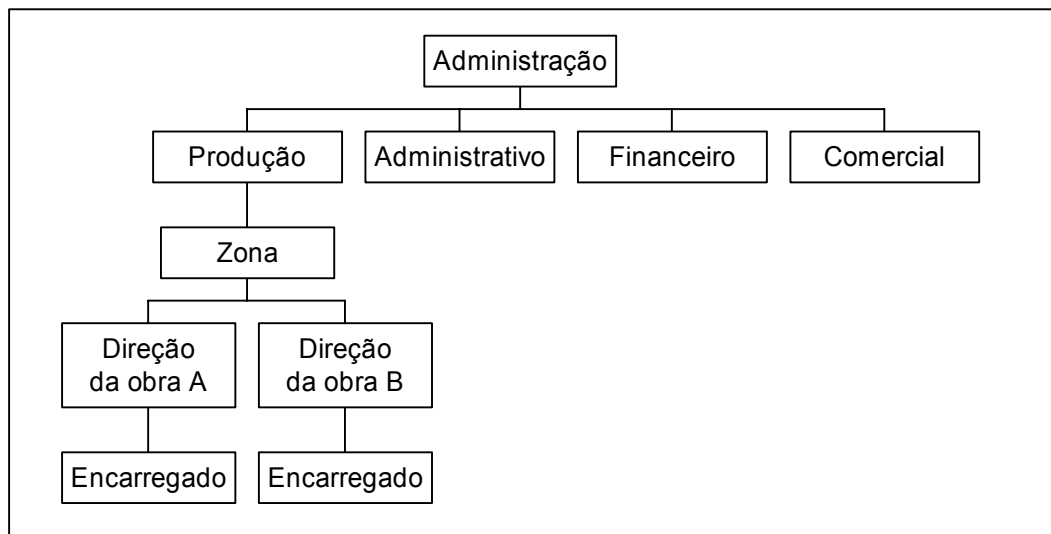 Administração
Produção
Administrativo
Financeiro
Comercial
Zona
Direção
da obra A
Direção
da obra B
Encarregado
Encarregado